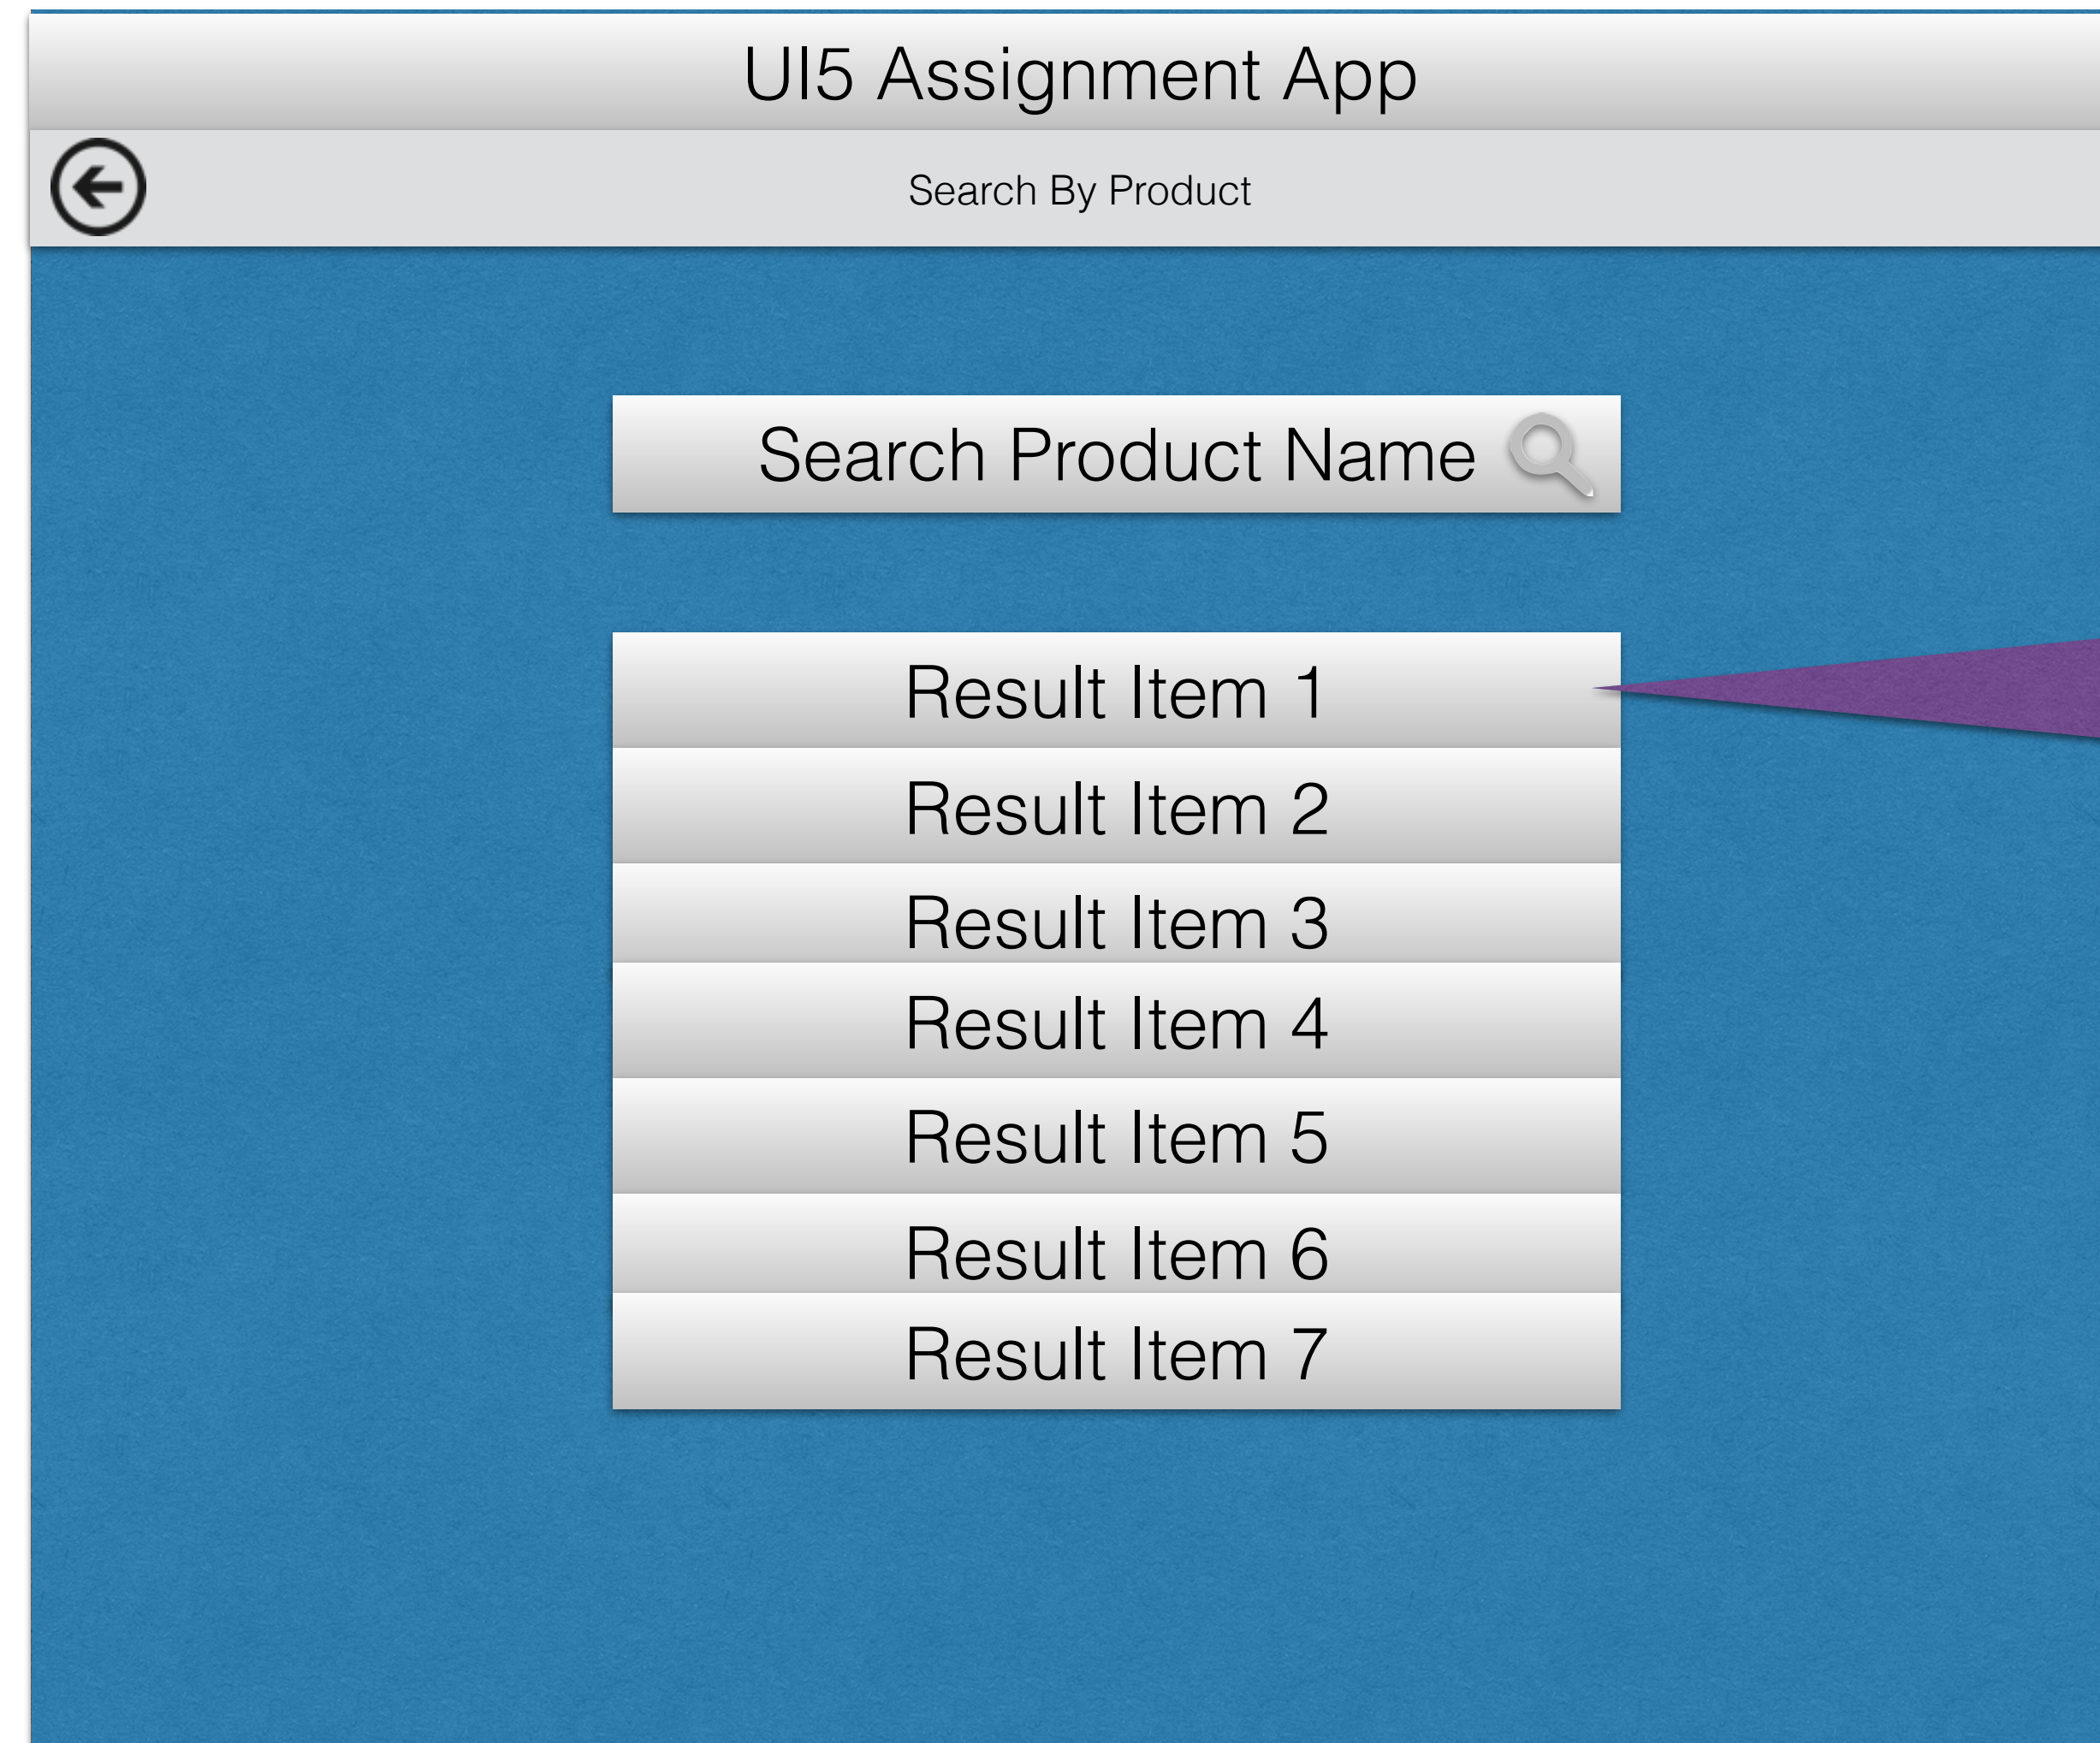 UI5 Assignment App
Search By Product
Search Product Name
Result Item 1
Result Item 2
Result Item 3
Result Item 4
Result Item 5
Result Item 6
Result Item 7